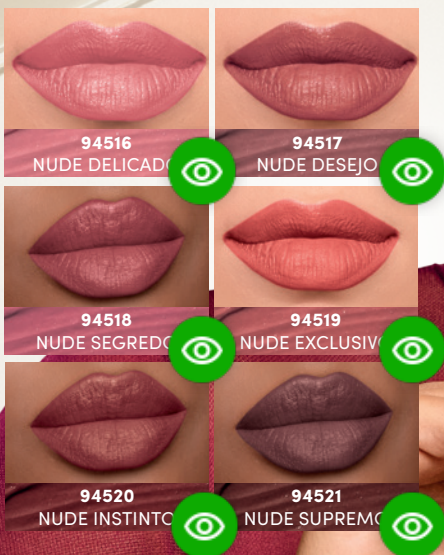 94516
NUDE DELICADO
94517
NUDE DESEJO
94518
NUDE SEGREDO
94519
NUDE EXCLUSIVO
94520
NUDE INSTINTO
94521
NUDE SUPREMO